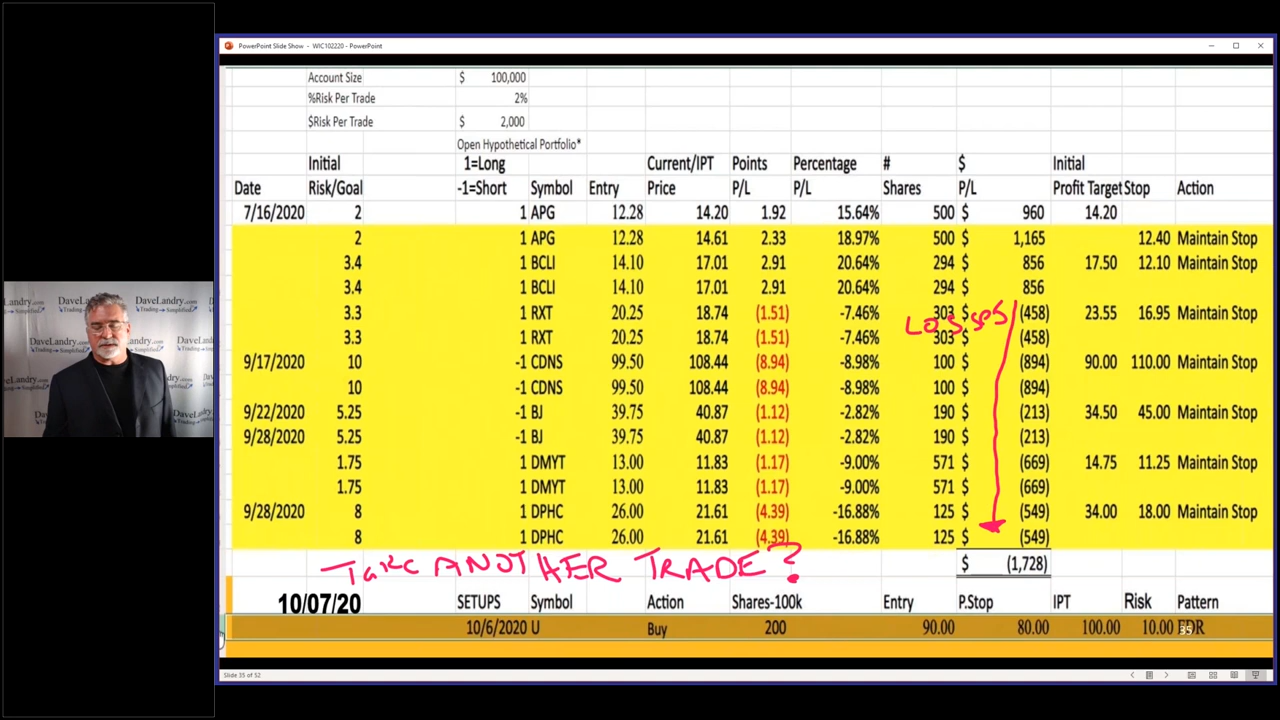 PowerPoint Slide Show - WIC102220 - PowerPoint
Account Size $ 100,000
%Risk Per Trade 2%
$Risk Per Trade $ 2,000
Open Hypothetical Portfolio*
Initial 1=Long Current/IPT Points Percentage # $ Initial
Date Risk/Goal -1=Short Symbol Entry Price P/L P/L Shares P/L Profit Target Stop Action
7/16/2020 2 1 APG 12.28 14.20 1.92 15.64% 500 $ 960 14.20
2 1 APG 12.28 14.61 2.33 18.97% 500 $ 1,165 12.40 Maintain Stop
3.4 1 BCLI 14.10 17.01 2.91 20.64% 294 $ 856 17.50 12.10 Maintain Stop
3.4 1 BCLI 14.10 17.01 2.91 20.64% 294 $ 856
3.3 1 RXT 20.25 18.74 (1.51) -7.46% 303 $ (458) 23.55 16.95 Maintain Stop
LOSSES
3.3 1 RXT 20.25 18.74 (1.51) -7.46% 303 $ (458)
9/17/2020 10 -1 CDNS 99.50 108.44 (8.94) -8.98% 100 $ (894) 90.00 110.00 Maintain Stop
10 -1 CDNS 99.50 108.44 (8.94) -8.98% 100 $ (894)
9/22/2020 5.25 -1 BJ 39.75 40.87 (1.12) -2.82% 190 $ (213) 34.50 45.00 Maintain Stop
9/28/2020 5.25 -1 BJ 39.75 40.87 (1.12) -2.82% 190 $ (213)
1.75 1 DMYT 13.00 11.83 (1.17) -9.00% 571 $ (669) 14.75 11.25 Maintain Stop
1.75 1 DMYT 13.00 11.83 (1.17) -9.00% 571 $ (669)
9/28/2020 8 1 DPHC 26.00 21.61 (4.39) -16.88% 125 $ (549) 34.00 18.00 Maintain Stop
8 1 DPHC 26.00 21.61 (4.39) -16.88% 125 $ (549)
$ (1,728)
Take ANOTHER TRADE?
10/07/20 SETUPS Symbol Action Shares-100k Entry P.Stop IPT Risk Pattern
10/6/2020 U Buy 200 90.00 80.00 100.00 10.00
35
Slide 35 of 52
DaveLandry.com
Trading Simplified